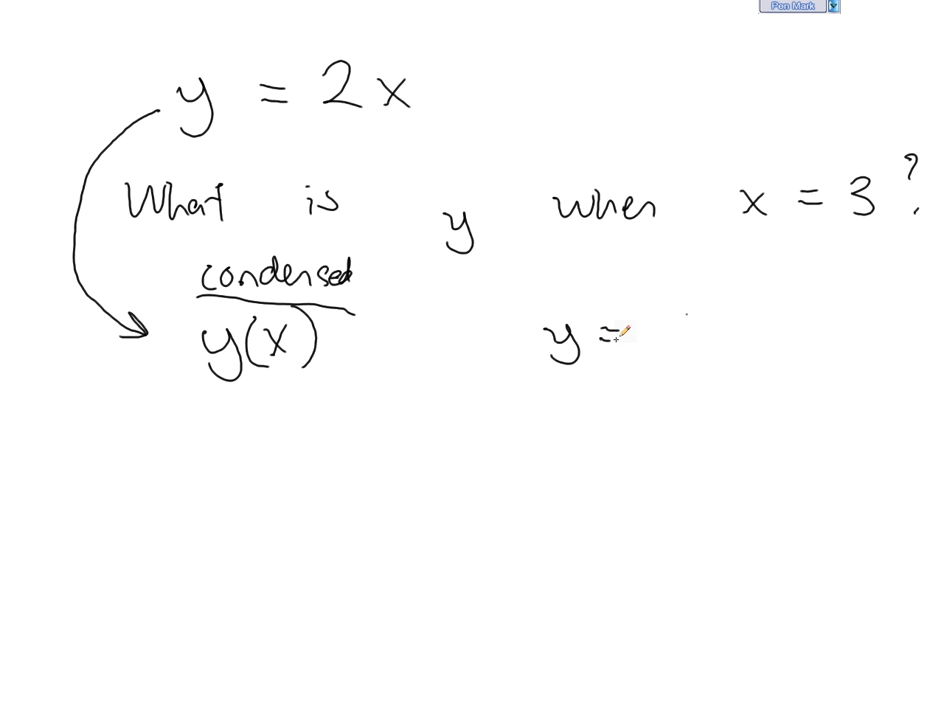 Pen Mark
y = 2x
What is y when x = 3 ?
condensed
y(x) y =